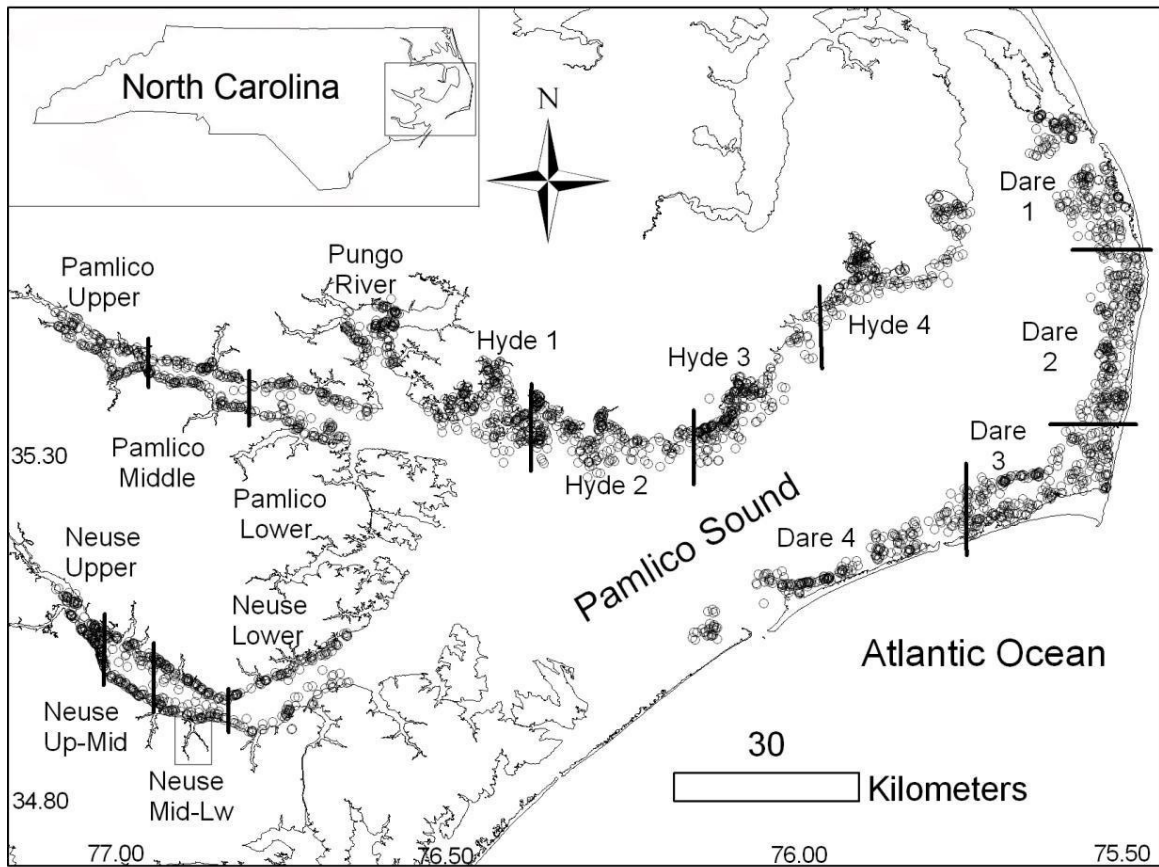 North Carolina
N
Dare
1
Pungo
River
Pamlico
Upper
Hyde 1
Hyde 3
Hyde 4
Dare
2
35.30
Pamlico
Middle
Hyde 2
Dare
3
Pamlico
Lower
Pamlico Sound
Dare 4
Neuse
Upper
Neuse
Lower
Atlantic Ocean
Neuse
Up-Mid
Neuse
Mid-Lw
30
Kilometers
34.80
77.00
76.50
76.00
75.50